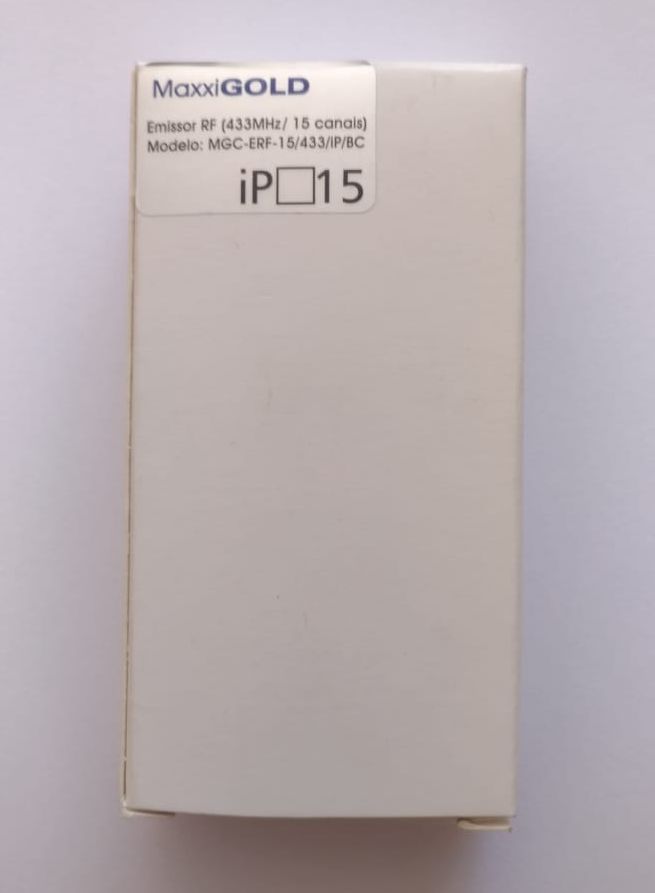 MaxxiGOLD
Emissor RF (433MHz/ 15 canais)
Modelo: MGC-ERF-15/433/IP/BC
iP□15